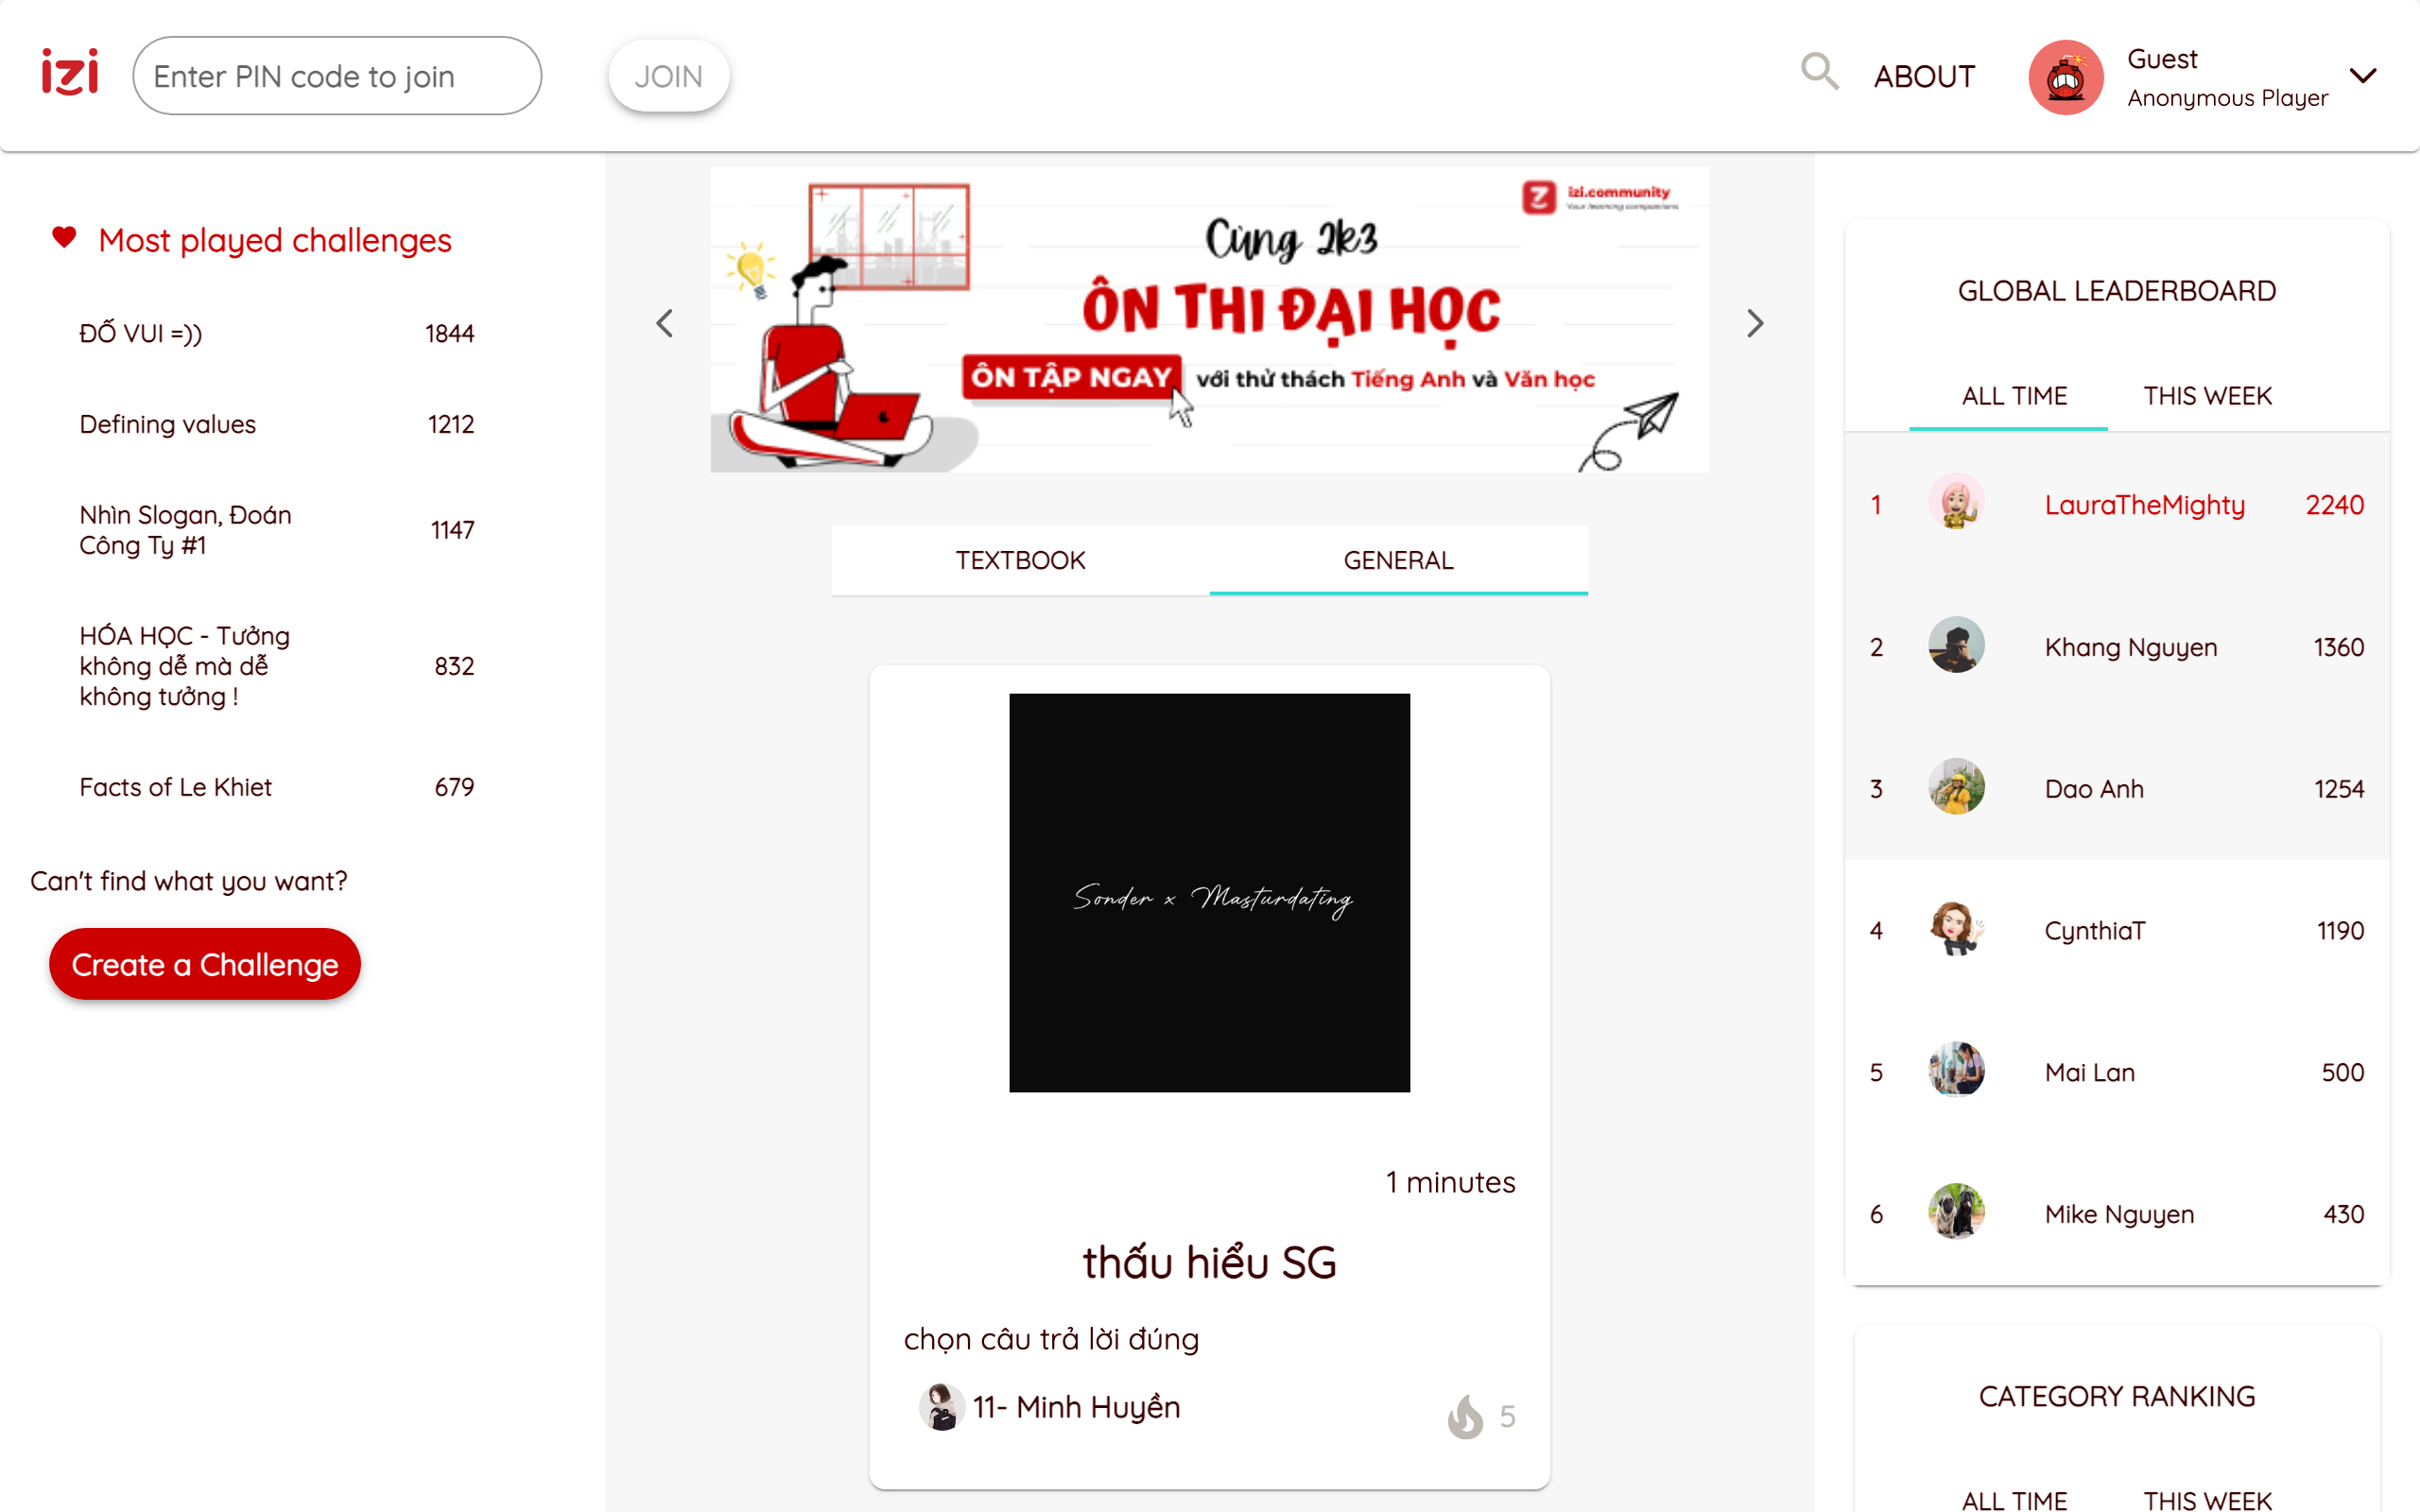 izi
Enter PIN code to join
JOIN
ABOUT
Guest
Anonymous Player
Most played challenges
ĐỐ VUI =)) 1844
Defining values 1212
Nhìn Slogan, Đoán
Công Ty #1
1147
HÓA HỌC - Tưởng
không dễ mà dễ
không tưởng !
832
Facts of Le Khiet 679
Can't find what you want?
Create a Challenge
izi.community
Your learning companions
Cùng 2k3
ÔN THI ĐẠI HỌC
ÔN TẬP NGAY với thử thách Tiếng Anh và Văn học
TEXTBOOK GENERAL
Sonder x Masturdating
1 minutes
thấu hiểu SG
chọn câu trả lời đúng
11- Minh Huyền 5
GLOBAL LEADERBOARD
ALL TIME THIS WEEK
1 LauraTheMighty 2240
2 Khang Nguyen 1360
3 Dao Anh 1254
4 CynthiaT 1190
5 Mai Lan 500
6 Mike Nguyen 430
CATEGORY RANKING
ALL TIME THIS WEEK